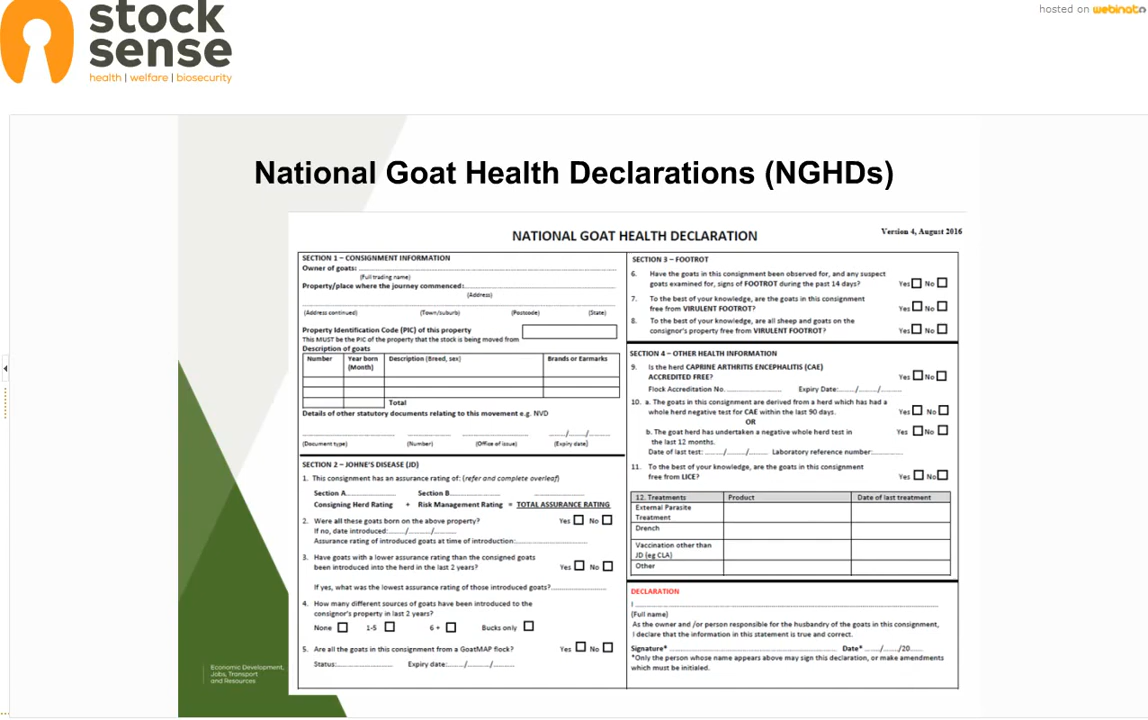 stock
sense
health | welfare | biosecurity
hosted on webinato
National Goat Health Declarations (NGHDs)
NATIONAL GOAT HEALTH DECLARATION
Version 4, August 2016
SECTION 1 – CONSIGNMENT INFORMATION
Owner of goats:
(Full trading name)
Property/place where the journey commenced:
(Address)
(Address continued) (Town/suburb) (Postcode) (State)
Property Identification Code (PIC) of this property
This MUST be the PIC of the property that the stock is being moved from
Description of goats
Number Year born Description (Breed, sex) Brands or Earmarks
(Month)
Total
Details of other statutory documents relating to this movement e.g. NVD
(Document type) (Number) (Office of issue) (Expiry date)
SECTION 2 – JOHNE'S DISEASE (JD)
1. This consignment has an assurance rating of: (refer and complete overleaf)
Section A Section B
Consigning Herd Rating + Risk Management Rating = TOTAL ASSURANCE RATING
2. Were all these goats born on the above property? Yes No
If no, date introduced:....../....../......
Assurance rating of introduced goats at time of introduction:
3. Have goats with a lower assurance rating than the consigned goats
been introduced into the herd in the last 2 years? Yes No
If yes, what was the lowest assurance rating of those introduced goats?
4. How many different sources of goats have been introduced to the
consignor's property in last 2 years?
None 1-5 6 + Bucks only
5. Are all the goats in this consignment from a GoatMAP flock? Yes No
Status: Expiry date:....../....../......
SECTION 3 – FOOTROT
6. Have the goats in this consignment been observed for, and any suspect
goats examined for, signs of FOOTROT during the past 14 days? Yes No
7. To the best of your knowledge, are the goats in this consignment
free from VIRULENT FOOTROT? Yes No
8. To the best of your knowledge, are all sheep and goats on the
consignor's property free from VIRULENT FOOTROT? Yes No
SECTION 4 – OTHER HEALTH INFORMATION
9. Is the herd CAPRINE ARTHRITIS ENCEPHALITIS (CAE)
ACCREDITED FREE? Yes No
Flock Accreditation No. Expiry Date:....../....../......
10. a. The goats in this consignment are derived from a herd which has had a
whole herd negative test for CAE within the last 90 days. Yes No
OR
b. The goat herd has undertaken a negative whole herd test in Yes No
the last 12 months.
Date of last test: ....../....../...... Laboratory reference number:
11. To the best of your knowledge, are the goats in this consignment
free from LICE? Yes No
12. Treatments Product Date of last treatment
External Parasite
Treatment
Drench
Vaccination other than
JD (eg CLA)
Other
DECLARATION
I
(Full name)
As the owner and /or person responsible for the husbandry of the goats in this consignment,
I declare that the information in this statement is true and correct.
Signature* Date* ....../....../20......
*Only the person whose name appears above may sign this declaration, or make amendments
which must be initialed.
Economic Development,
Jobs, Transport
and Resources